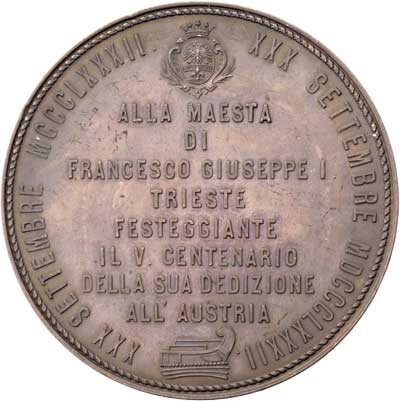 XXX SETTEMBRE MCCCLXXXII.
XXX SETTEMBRE MDCCCLXXXII
ALLA MAESTÀ
DI
FRANCESCO GIUSEPPE I.
TRIESTE
FESTEGGIANTE
IL V. CENTENARIO
DELLA SUA DEDIZIONE
ALL' AUSTRIA